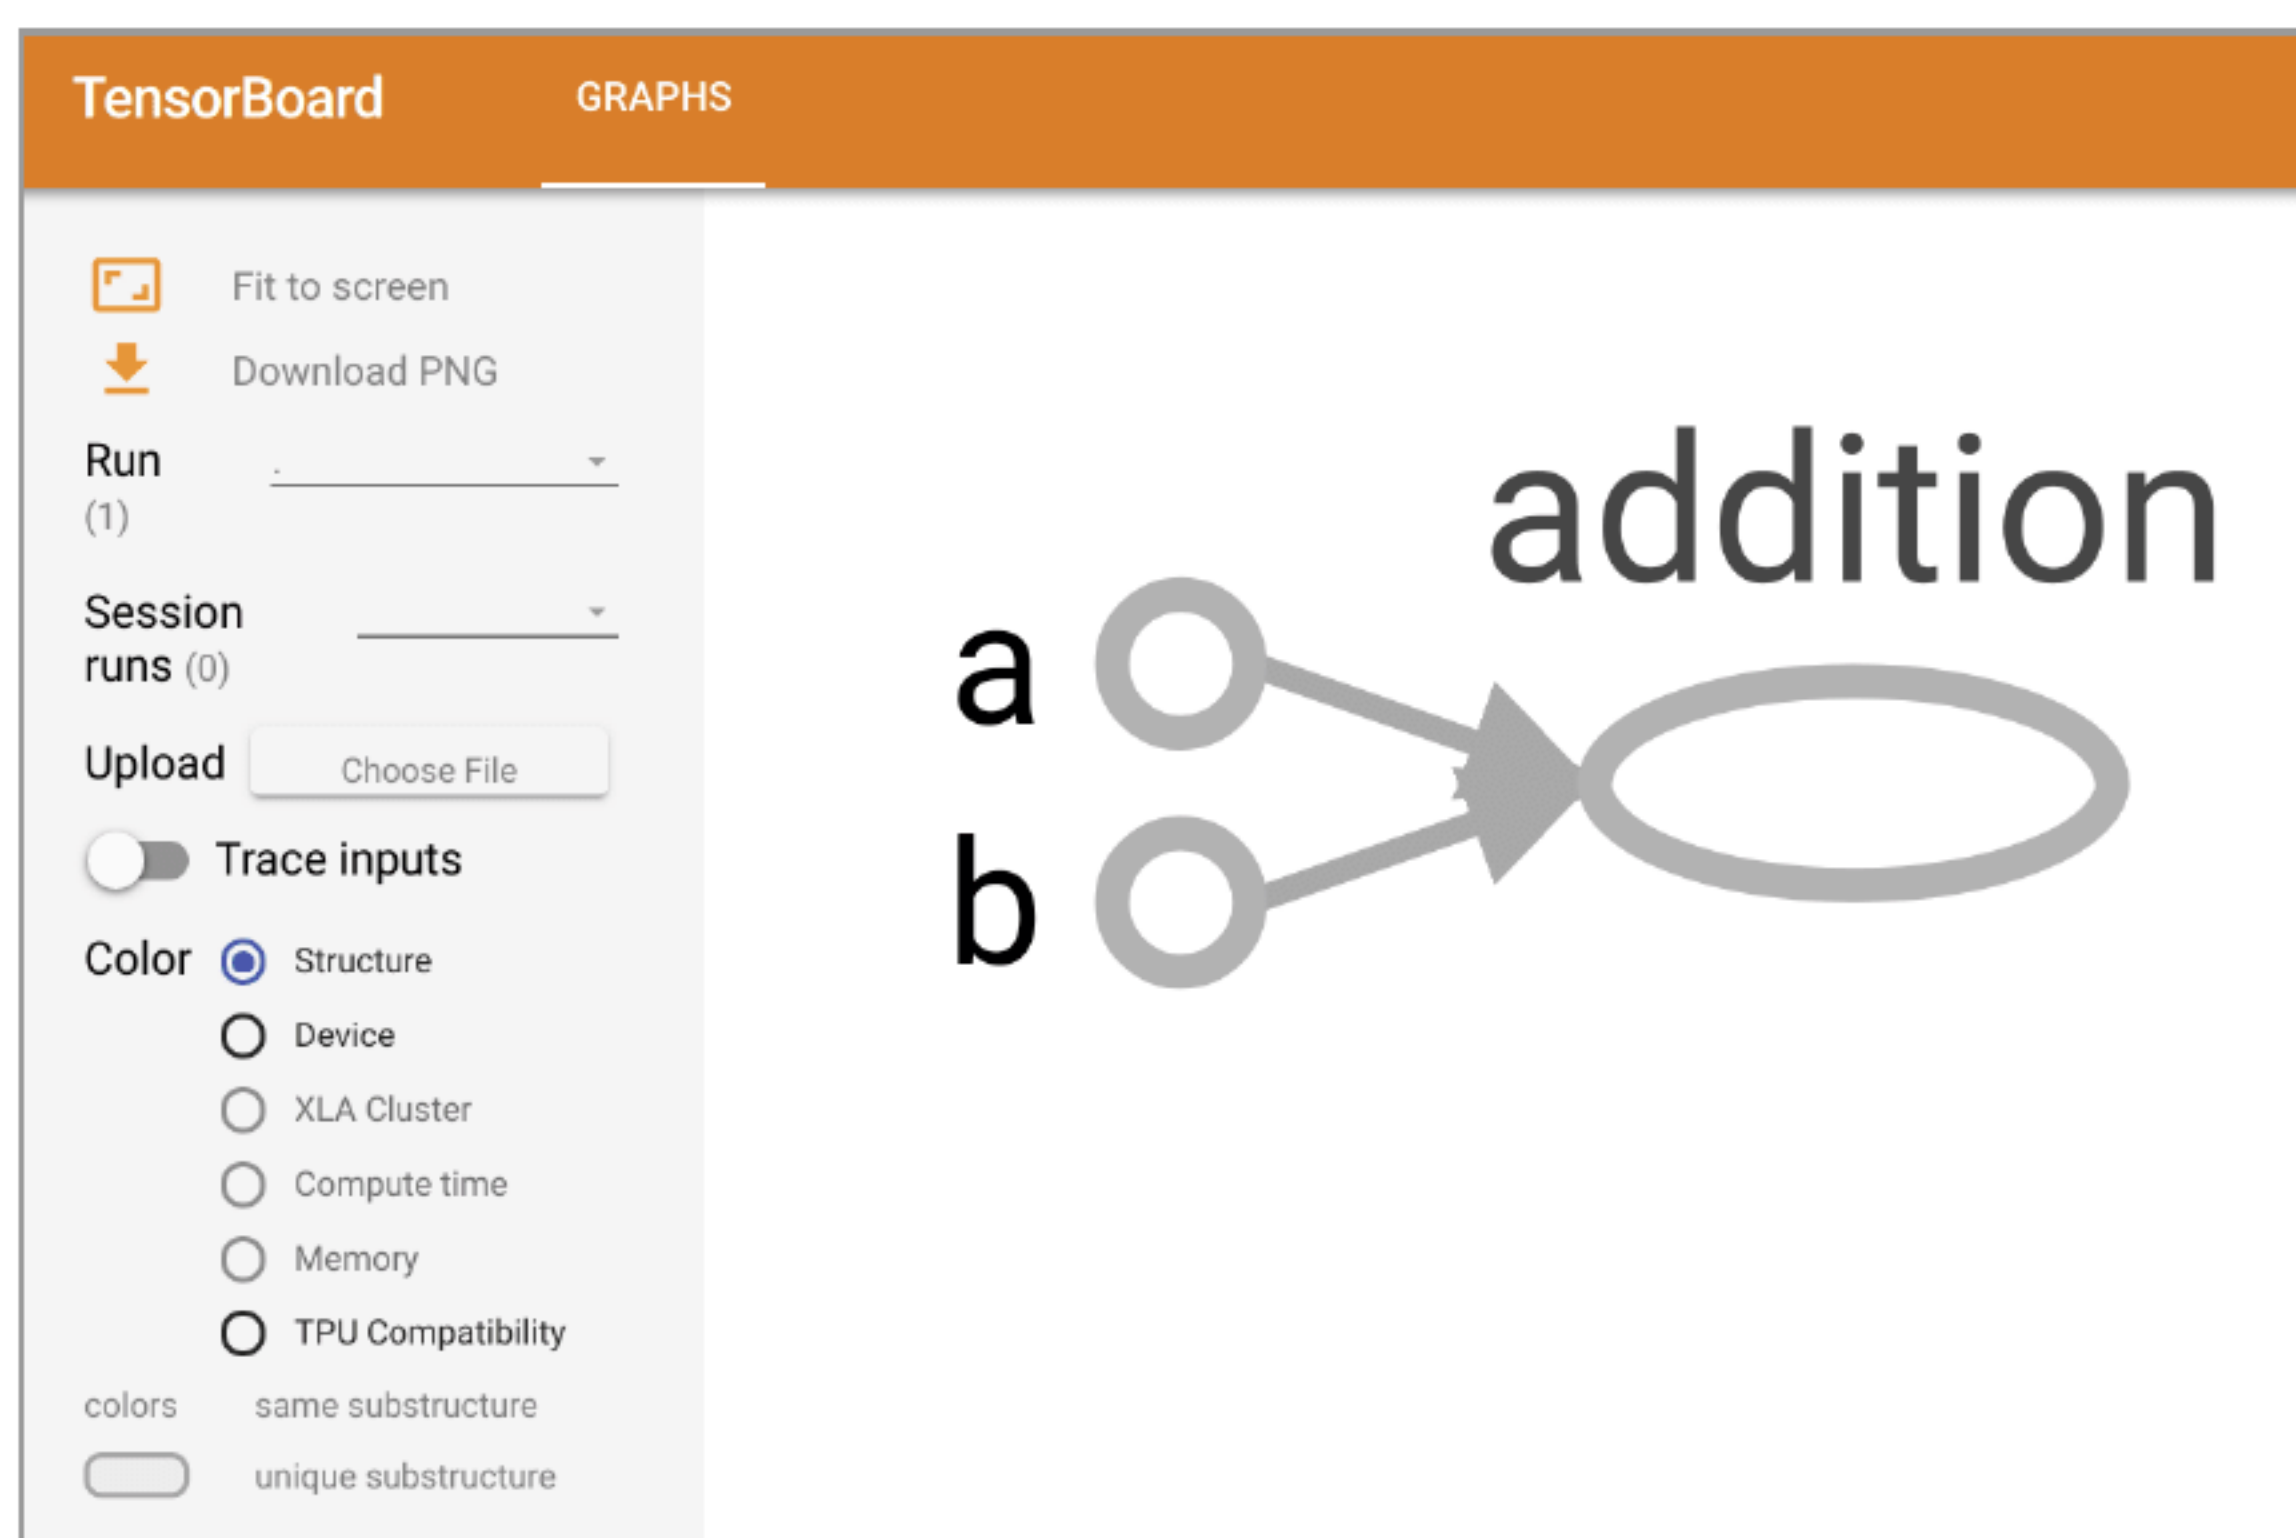 TensorBoard GRAPHS
Fit to screen
Download PNG
Run .
(1)
Session
runs (0)
Upload Choose File
Trace inputs
Color Structure
Device
XLA Cluster
Compute time
Memory
TPU Compatibility
colors same substructure
unique substructure
addition
a
b